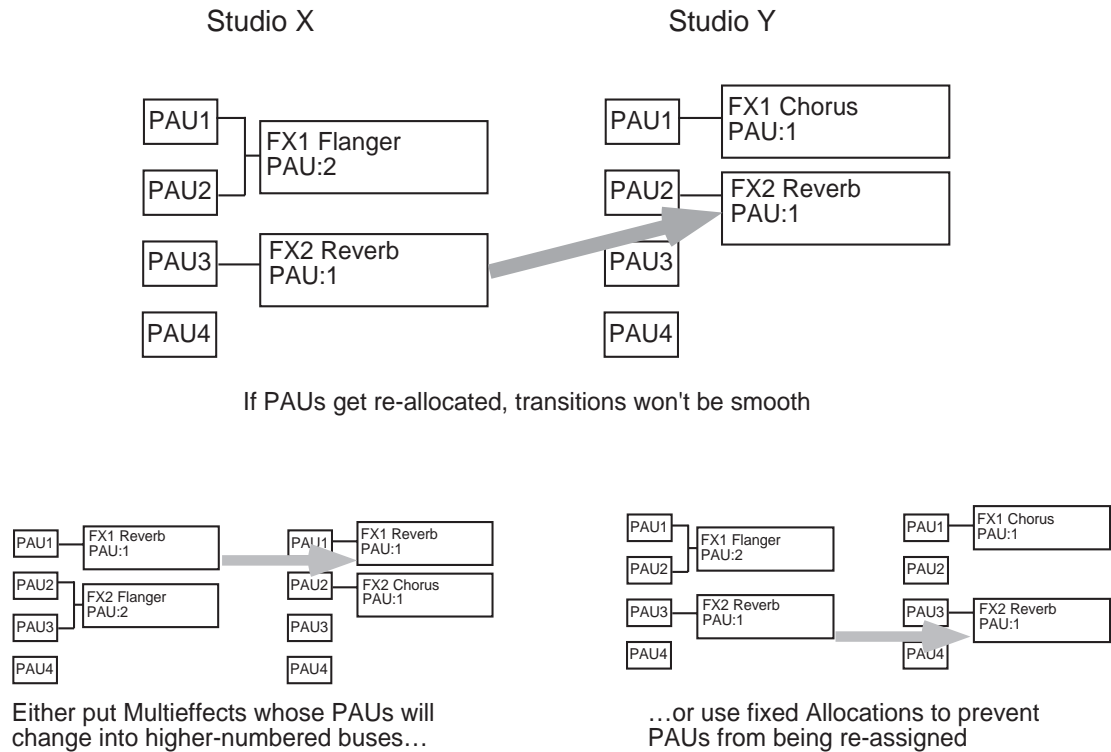 Studio X
Studio Y
PAU1
PAU2
PAU3
PAU4
FX1 Flanger
PAU:2
FX2 Reverb
PAU:1
PAU1
PAU2
PAU3
PAU4
FX1 Chorus
PAU:1
FX2 Reverb
PAU:1
If PAUs get re-allocated, transitions won't be smooth
PAU1
PAU2
PAU3
PAU4
FX1 Reverb
PAU:1
FX2 Flanger
PAU:2
PAU1
PAU2
PAU3
PAU4
FX1 Reverb
PAU:1
FX2 Chorus
PAU:1
Either put Multieffects whose PAUs will
change into higher-numbered buses…
PAU1
PAU2
PAU3
PAU4
FX1 Flanger
PAU:2
FX2 Reverb
PAU:1
PAU1
PAU2
PAU3
PAU4
FX1 Chorus
PAU:1
FX2 Reverb
PAU:1
…or use fixed Allocations to prevent
PAUs from being re-assigned